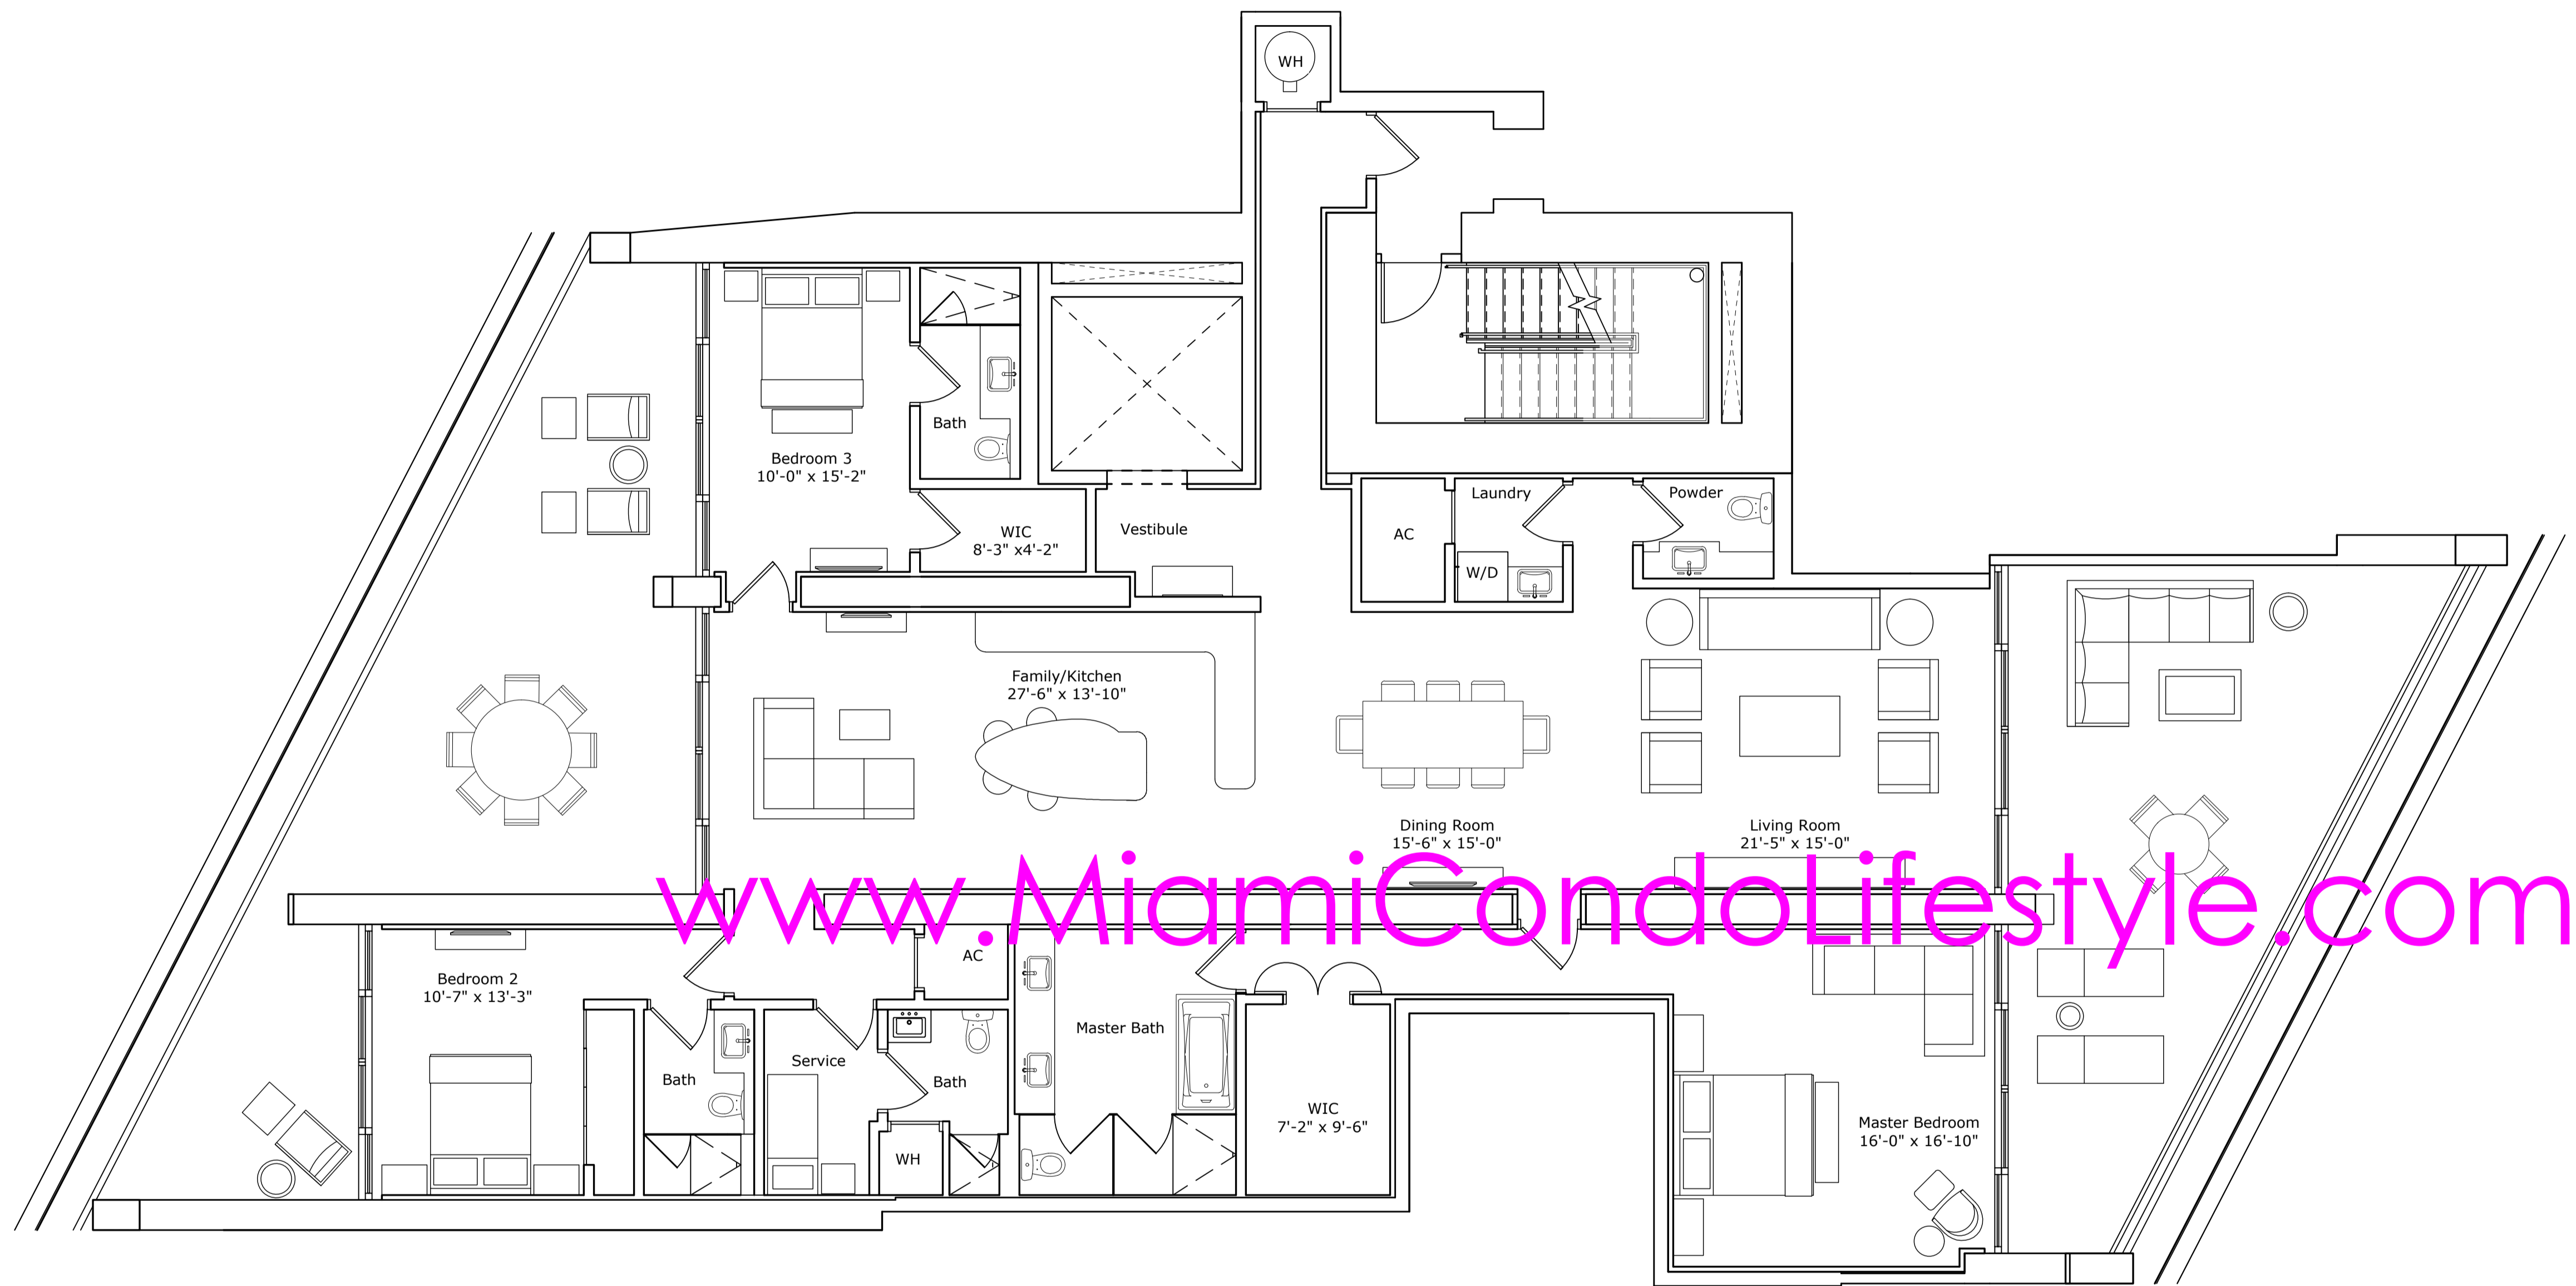 WH
Bath
Bedroom 3
10'-0" x 15'-2"
Laundry
Powder
WIC
8'-3" x4'-2"
Vestibule
AC
W/D
Family/Kitchen
27'-6" x 13'-10"
Dining Room
15'-6" x 15'-0"
Living Room
21'-5" x 15'-0"
www.MiamiCondoLifestyle.com
Bedroom 2
10'-7" x 13'-3"
AC
Master Bath
Service
Bath
Bath
WIC
7'-2" x 9'-6"
Master Bedroom
16'-0" x 16'-10"
WH